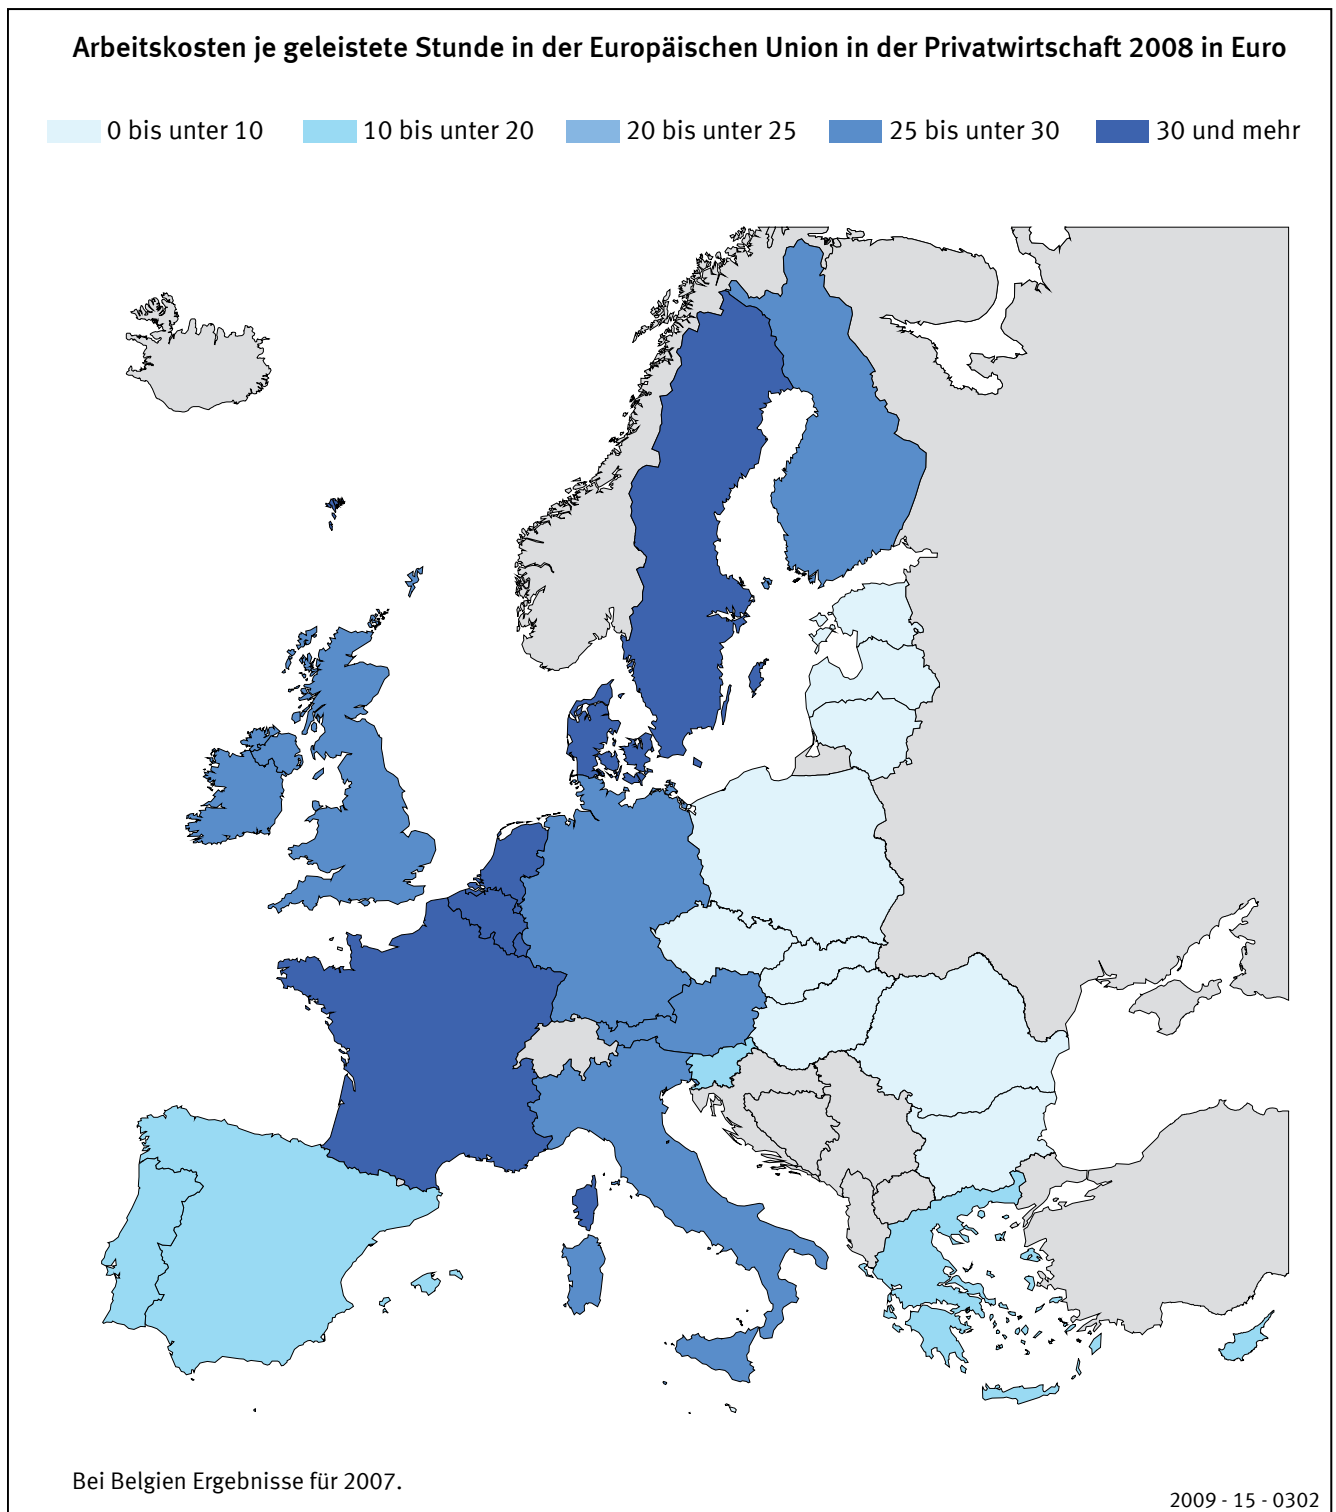 Arbeitskosten je geleistete Stunde in der Europäischen Union in der Privatwirtschaft 2008 in Euro
0 bis unter 10 10 bis unter 20 20 bis unter 25 25 bis unter 30 30 und mehr
Bei Belgien Ergebnisse für 2007.
2009 - 15 - 0302